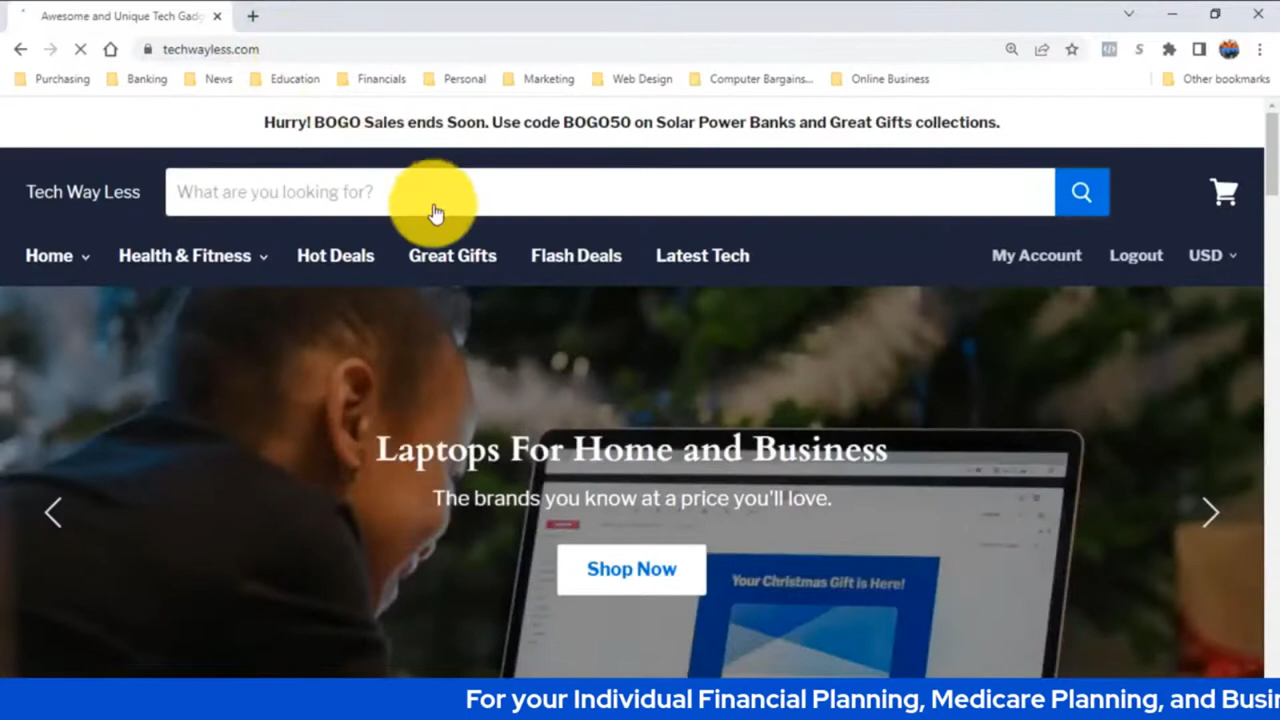 Awesome and Unique Tech Gadg
techwayless.com
Purchasing Banking News Education Financials Personal Marketing Web Design Computer Bargains... Online Business Other bookmarks
Hurry! BOGO Sales ends Soon. Use code BOGO50 on Solar Power Banks and Great Gifts collections.
Tech Way Less What are you looking for?
Home Health & Fitness Hot Deals Great Gifts Flash Deals Latest Tech My Account Logout USD
Laptops For Home and Business
The brands you know at a price you'll love.
Shop Now
Your Christmas Gift is Here!
For your Individual Financial Planning, Medicare Planning, and Busi